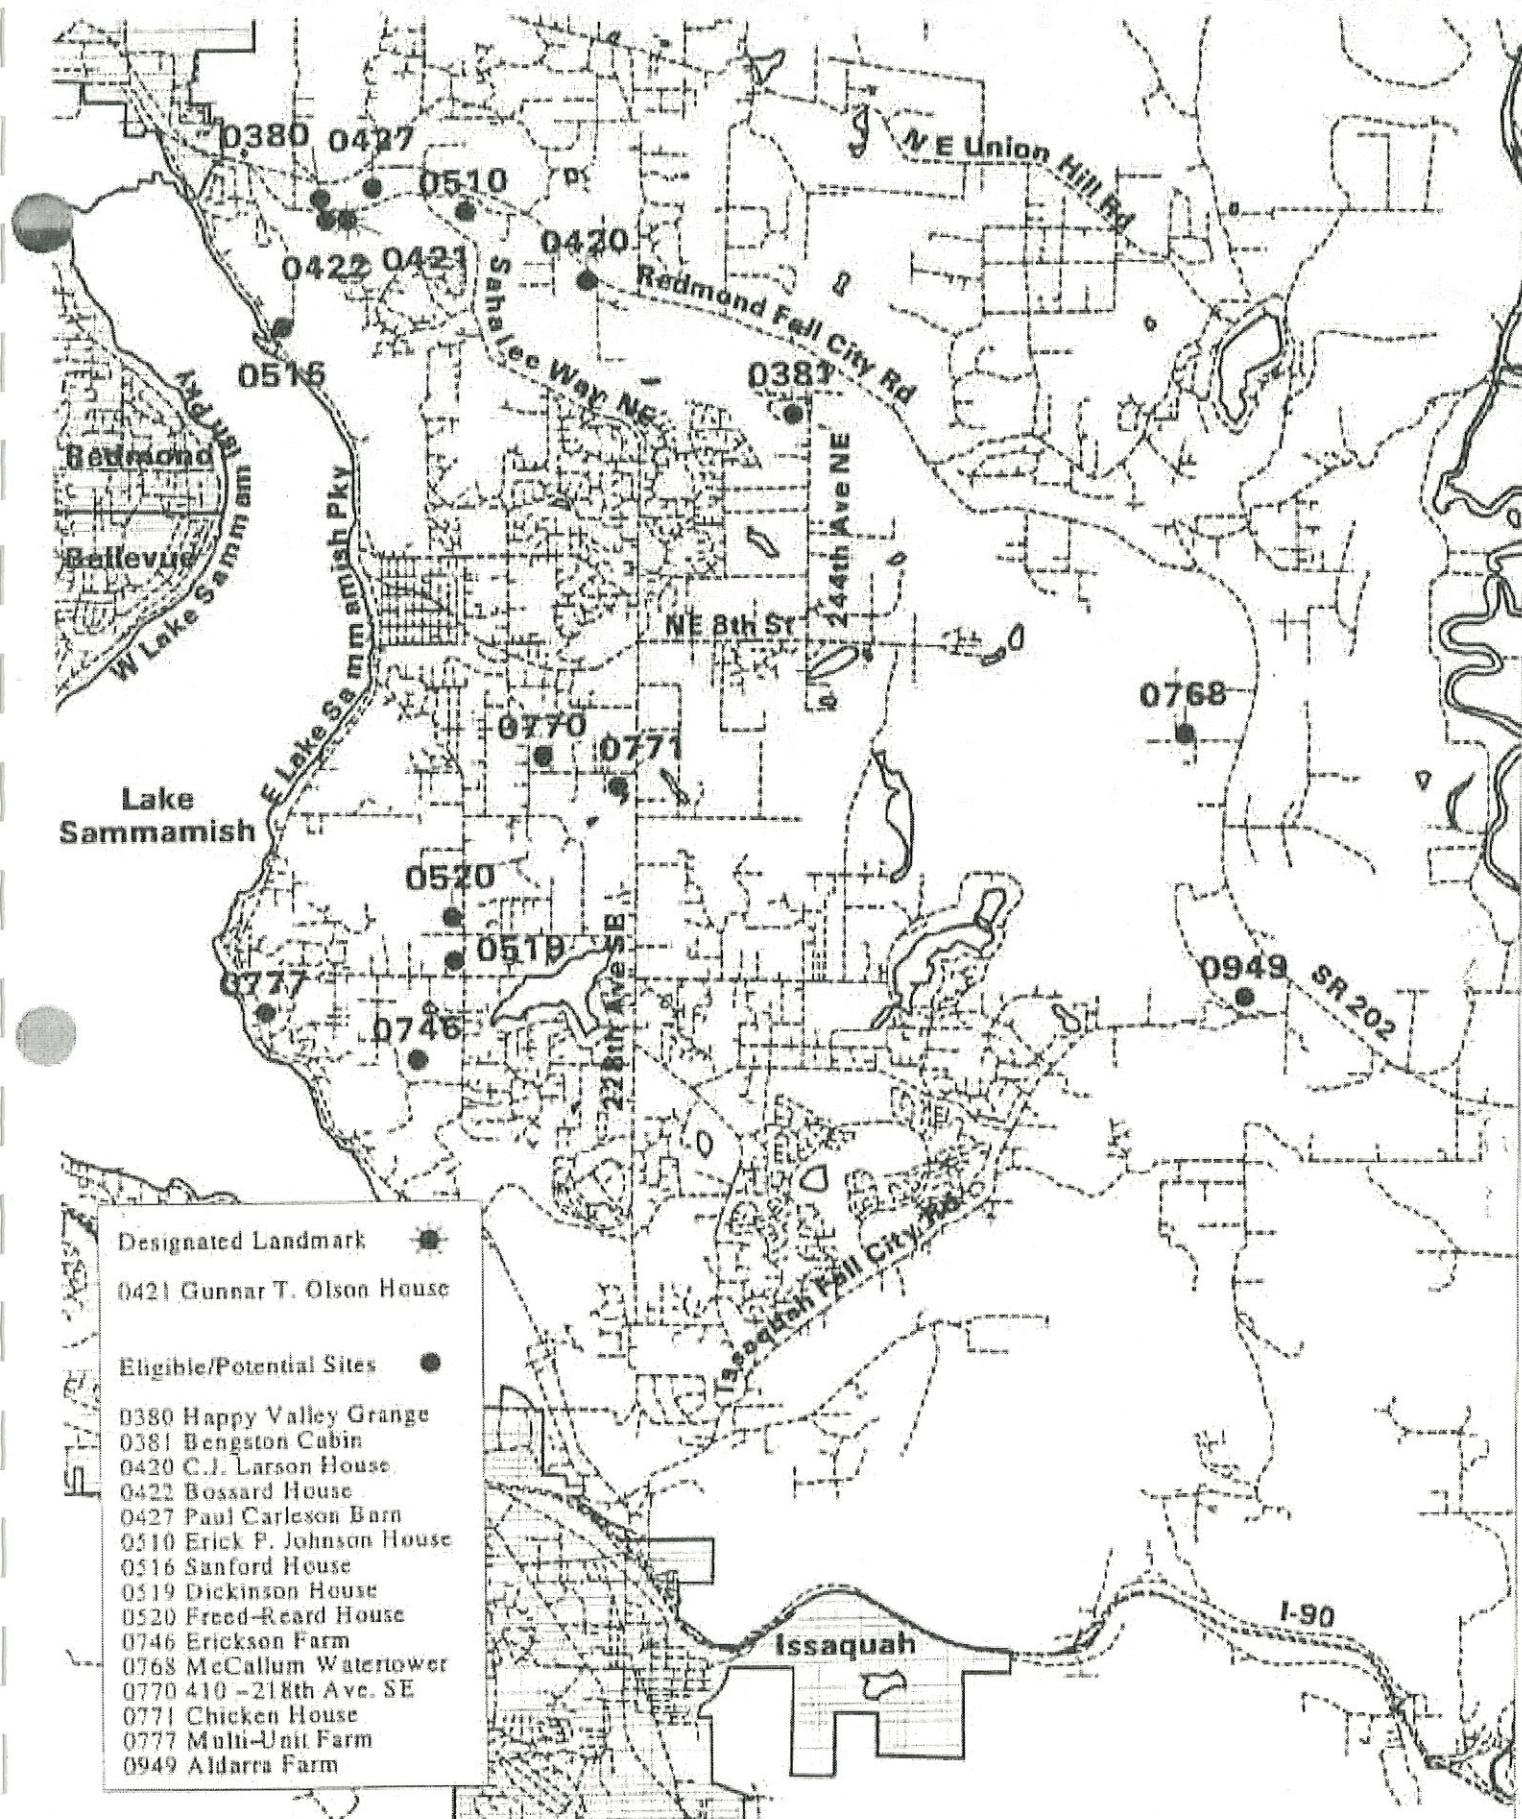 0380 0427
N E Union Hill Rd
0510
0420
0422 0421
Redmond Fall City Rd
Sahalee Way NE
0516
0381
W Lake Sammamish Pky
Redmond
Bellevue
E Lake Sammamish Pky
244th Ave NE
NE 8th St
0768
0770
0771
Lake
Sammamish
0520
0519
228th Ave SE
0949
SR 202
0777
0746
Issaquah Fall City Rd
Designated Landmark
0421 Gunnar T. Olson House
Eligible/Potential Sites
0380 Happy Valley Grange
0381 Bengston Cabin
0420 C.J. Larson House
0422 Bossard House
0427 Paul Carleson Barn
0510 Erick P. Johnson House
0516 Sanford House
0519 Dickinson House
0520 Freed-Reard House
0746 Erickson Farm
0768 McCallum Watertower
0770 410 -218th Ave. SE
0771 Chicken House
0777 Multi-Unit Farm
0949 Aldarra Farm
I-90
Issaquah